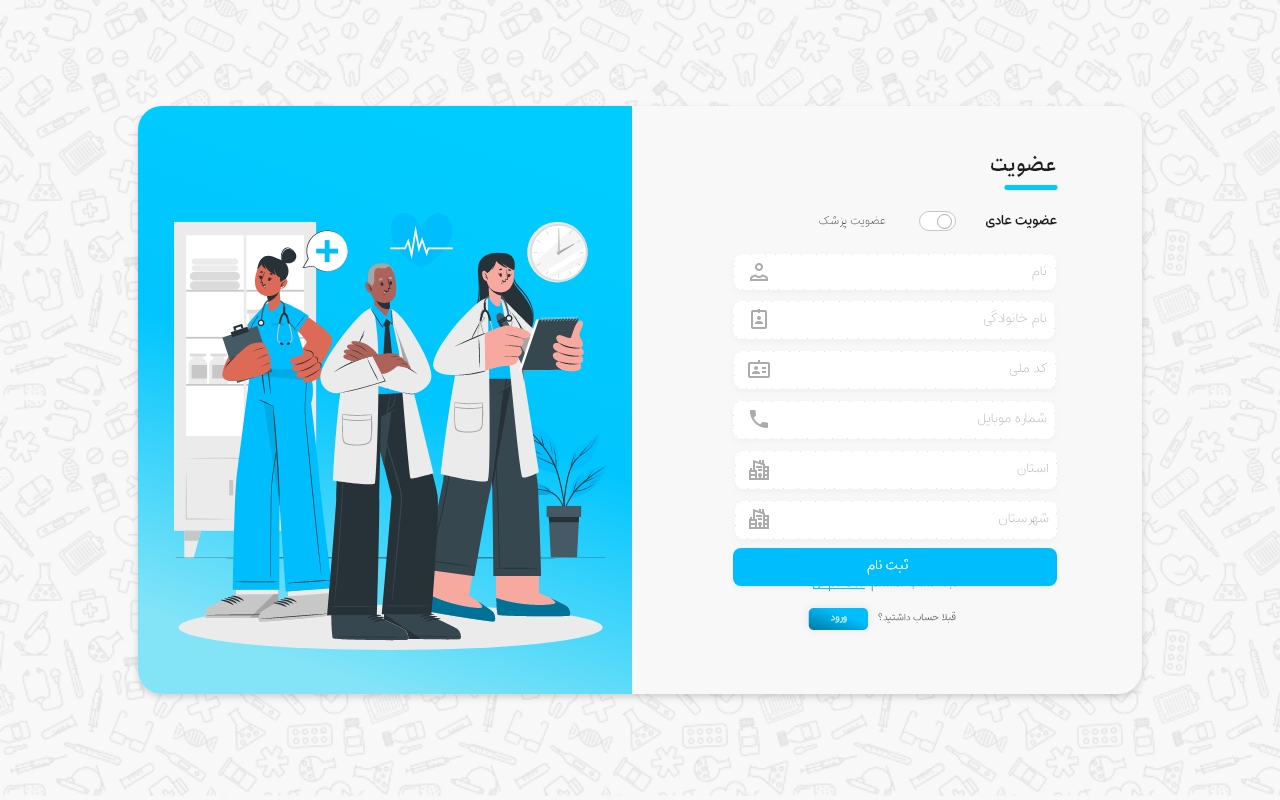 عضویت
عضویت عادی
عضویت پزشک
نام
نام خانوادگی
کد ملی
شماره موبایل
استان
شهرستان
ثبت نام
قبلا حساب داشتید؟ ورود